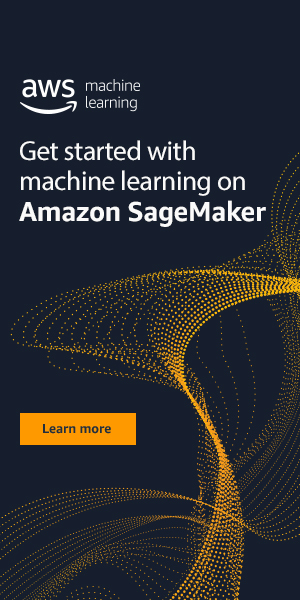 aws machine
learning
Get started with
machine learning on
Amazon SageMaker
Learn more